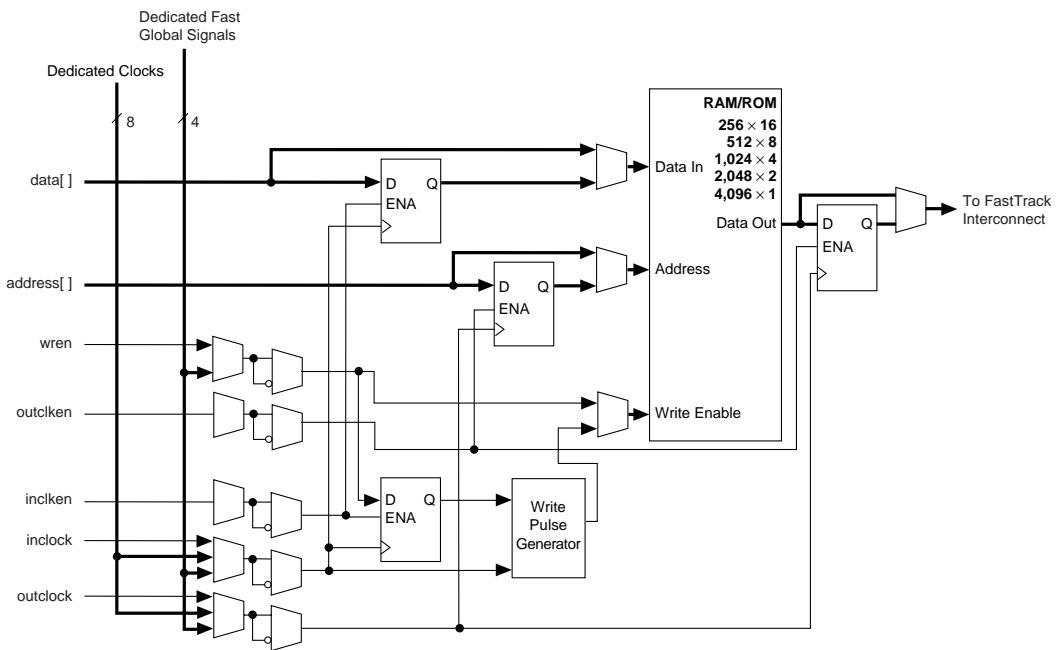 Dedicated Fast
Global Signals
Dedicated Clocks
8
4
RAM/ROM
256 × 16
512 × 8
1,024 × 4
2,048 × 2
4,096 × 1
data[ ]
D Q
ENA
Data In
Data Out
D Q
ENA
To FastTrack
Interconnect
address[ ]
D Q
ENA
Address
wren
outclken
Write Enable
inclken
D Q
ENA
Write
Pulse
Generator
inclock
outclock